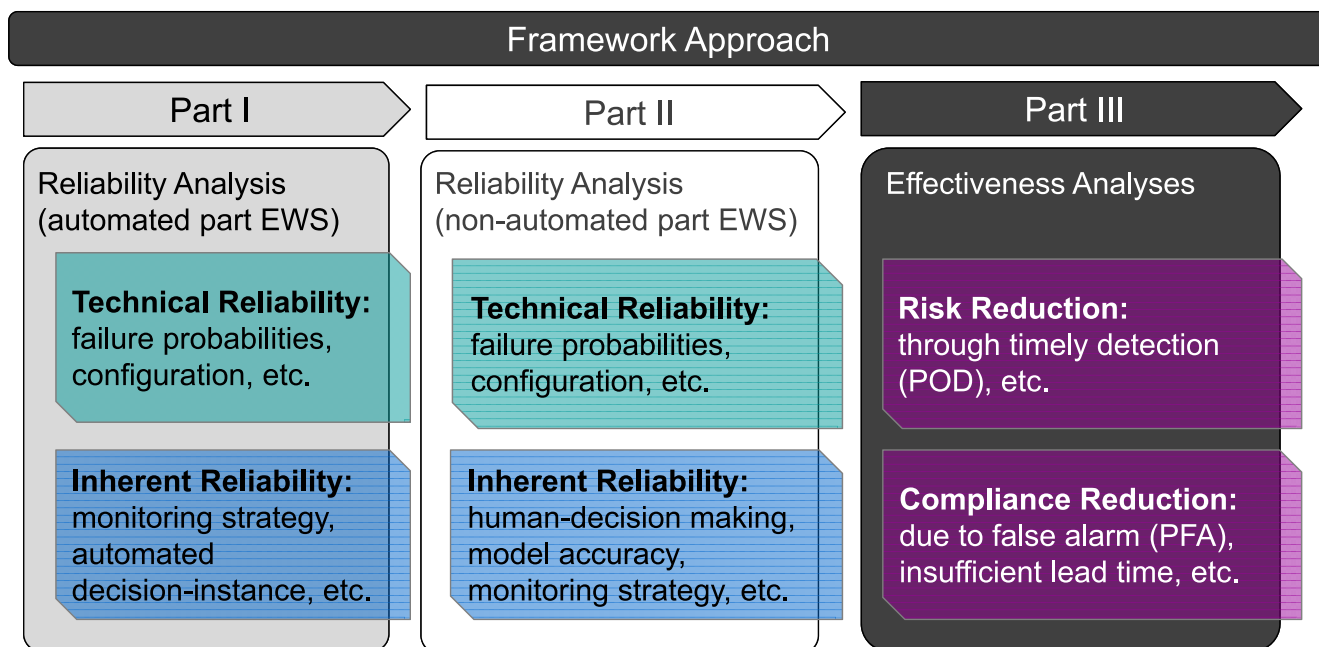 Framework Approach
Part I
Part II
Part III
Reliability Analysis
(automated part EWS)
Technical Reliability:
failure probabilities,
configuration, etc.
Inherent Reliability:
monitoring strategy,
automated
decision-instance, etc.
Reliability Analysis
(non-automated part EWS)
Technical Reliability:
failure probabilities,
configuration, etc.
Inherent Reliability:
human-decision making,
model accuracy,
monitoring strategy, etc.
Effectiveness Analyses
Risk Reduction:
through timely detection
(POD), etc.
Compliance Reduction:
due to false alarm (PFA),
insufficient lead time, etc.